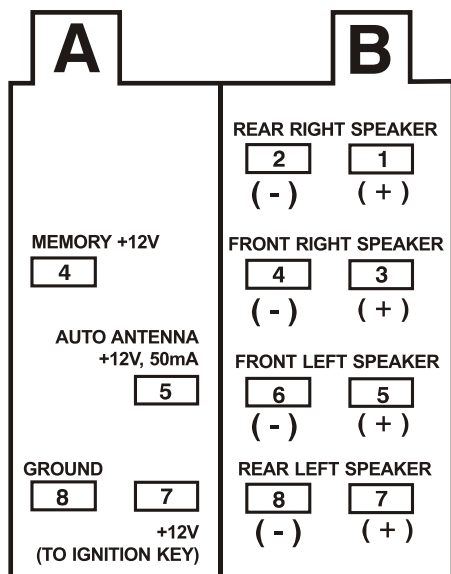 A
B
REAR RIGHT SPEAKER
2 1
(-) (+)
MEMORY +12V
4
FRONT RIGHT SPEAKER
4 3
(-) (+)
AUTO ANTENNA
+12V, 50mA
5
FRONT LEFT SPEAKER
6 5
(-) (+)
GROUND
8 7
+12V
(TO IGNITION KEY)
REAR LEFT SPEAKER
8 7
(-) (+)